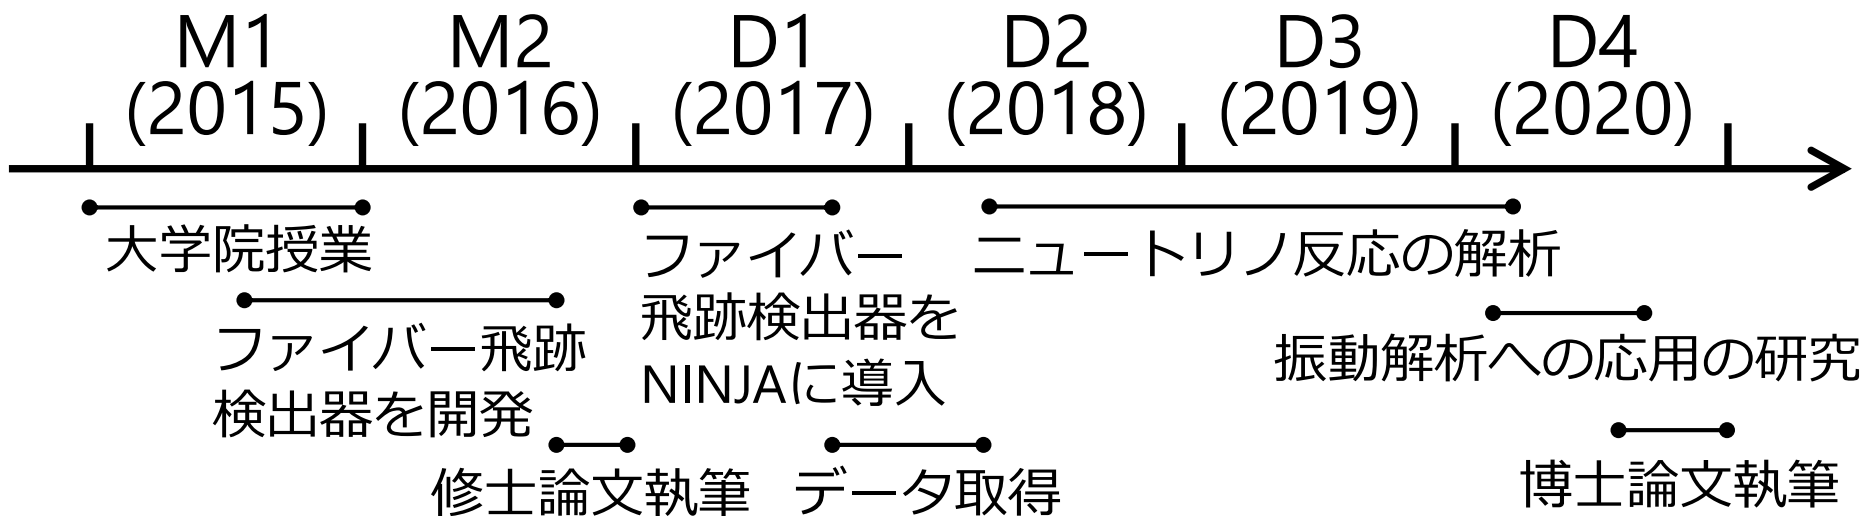 M1 M2 D1 D2 D3 D4
(2015) (2016) (2017) (2018) (2019) (2020)
大学院授業
ファイバー飛跡
検出器を開発
修士論文執筆
ファイバー
飛跡検出器を
NINJAに導入
データ取得
ニュートリノ反応の解析
振動解析への応用の研究
博士論文執筆